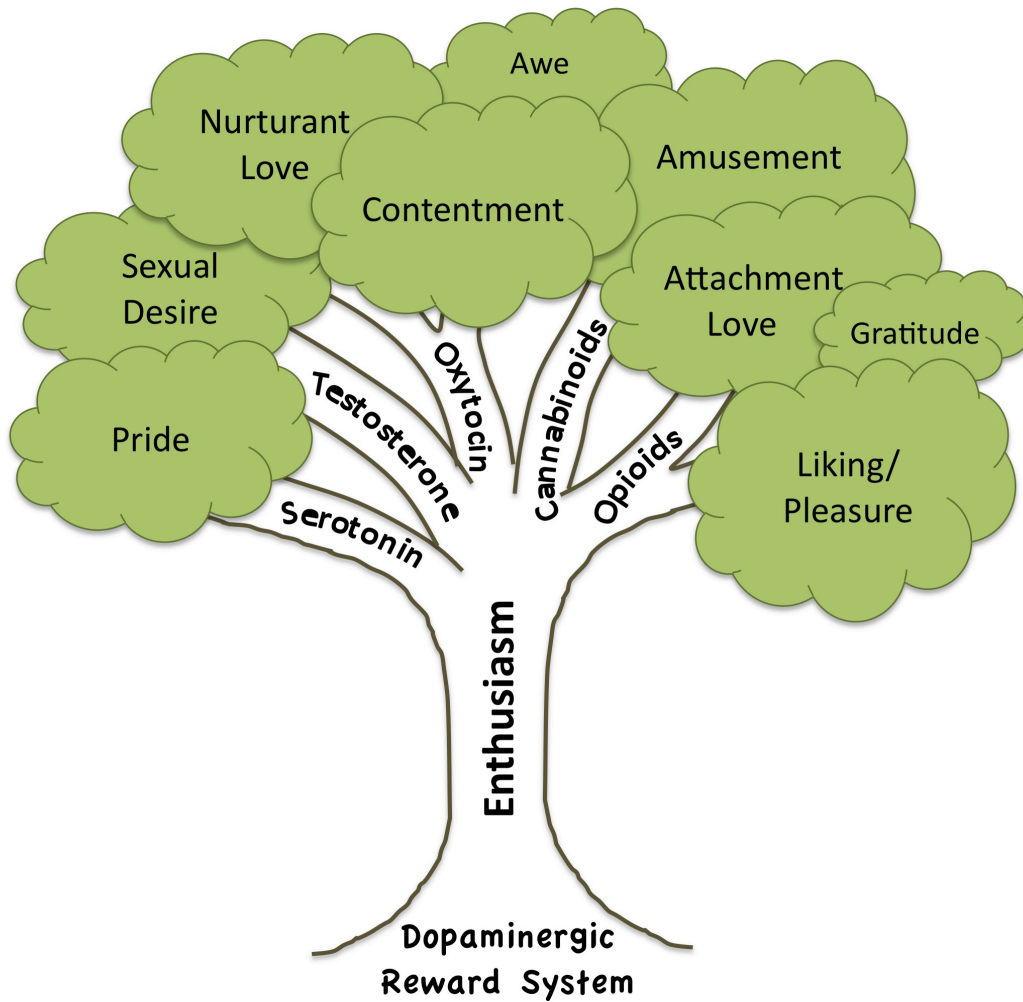 Awe
Nurturant
Love
Amusement
Contentment
Sexual
Desire
Attachment
Love
Gratitude
Pride
Liking/
Pleasure
Oxytocin
Testosterone
Serotonin
Cannabinoids
Opioids
Enthusiasm
Dopaminergic
Reward System